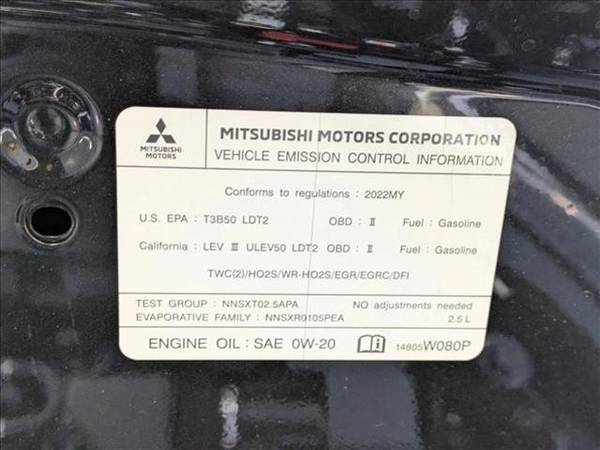 MITSUBISHI MOTORS
MITSUBISHI MOTORS CORPORATION
VEHICLE EMISSION CONTROL INFORMATION
Conforms to regulations : 2022MY
U.S. EPA : T3B50 LDT2 OBD : II Fuel : Gasoline
California : LEV III ULEV50 LDT2 OBD : II Fuel : Gasoline
TWC(2)/HO2S/WR-HO2S/EGR/EGRC/DFI
TEST GROUP : NNSXT02.5APA NO adjustments needed
EVAPORATIVE FAMILY : NNSXR0105PEA 2.5 L
ENGINE OIL : SAE 0W-20 14805W080P